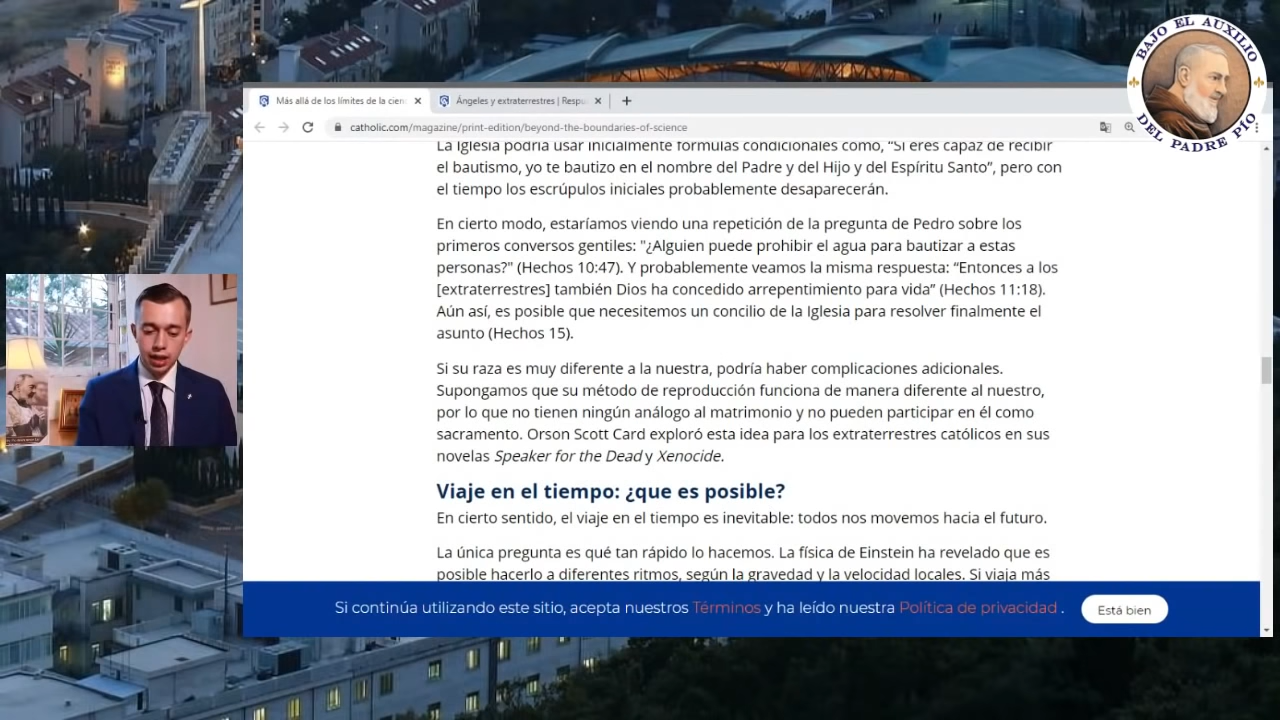 BAJO EL AUXILIO
DEL PADRE PÍO
Más allá de los límites de la cien
Ángeles y extraterrestres | Respu
catholic.com/magazine/print-edition/beyond-the-boundaries-of-science
La Iglesia podría usar inicialmente fórmulas condicionales como, “Si eres capaz de recibir
el bautismo, yo te bautizo en el nombre del Padre y del Hijo y del Espíritu Santo”, pero con
el tiempo los escrúpulos iniciales probablemente desaparecerán.
En cierto modo, estaríamos viendo una repetición de la pregunta de Pedro sobre los
primeros conversos gentiles: "¿Alguien puede prohibir el agua para bautizar a estas
personas?" (Hechos 10:47). Y probablemente veamos la misma respuesta: “Entonces a los
[extraterrestres] también Dios ha concedido arrepentimiento para vida” (Hechos 11:18).
Aún así, es posible que necesitemos un concilio de la Iglesia para resolver finalmente el
asunto (Hechos 15).
Si su raza es muy diferente a la nuestra, podría haber complicaciones adicionales.
Supongamos que su método de reproducción funciona de manera diferente al nuestro,
por lo que no tienen ningún análogo al matrimonio y no pueden participar en él como
sacramento. Orson Scott Card exploró esta idea para los extraterrestres católicos en sus
novelas Speaker for the Dead y Xenocide.
Viaje en el tiempo: ¿que es posible?
En cierto sentido, el viaje en el tiempo es inevitable: todos nos movemos hacia el futuro.
La única pregunta es qué tan rápido lo hacemos. La física de Einstein ha revelado que es
posible hacerlo a diferentes ritmos, según la gravedad y la velocidad locales. Si viaja más
Si continúa utilizando este sitio, acepta nuestros Términos y ha leído nuestra Política de privacidad .
Está bien